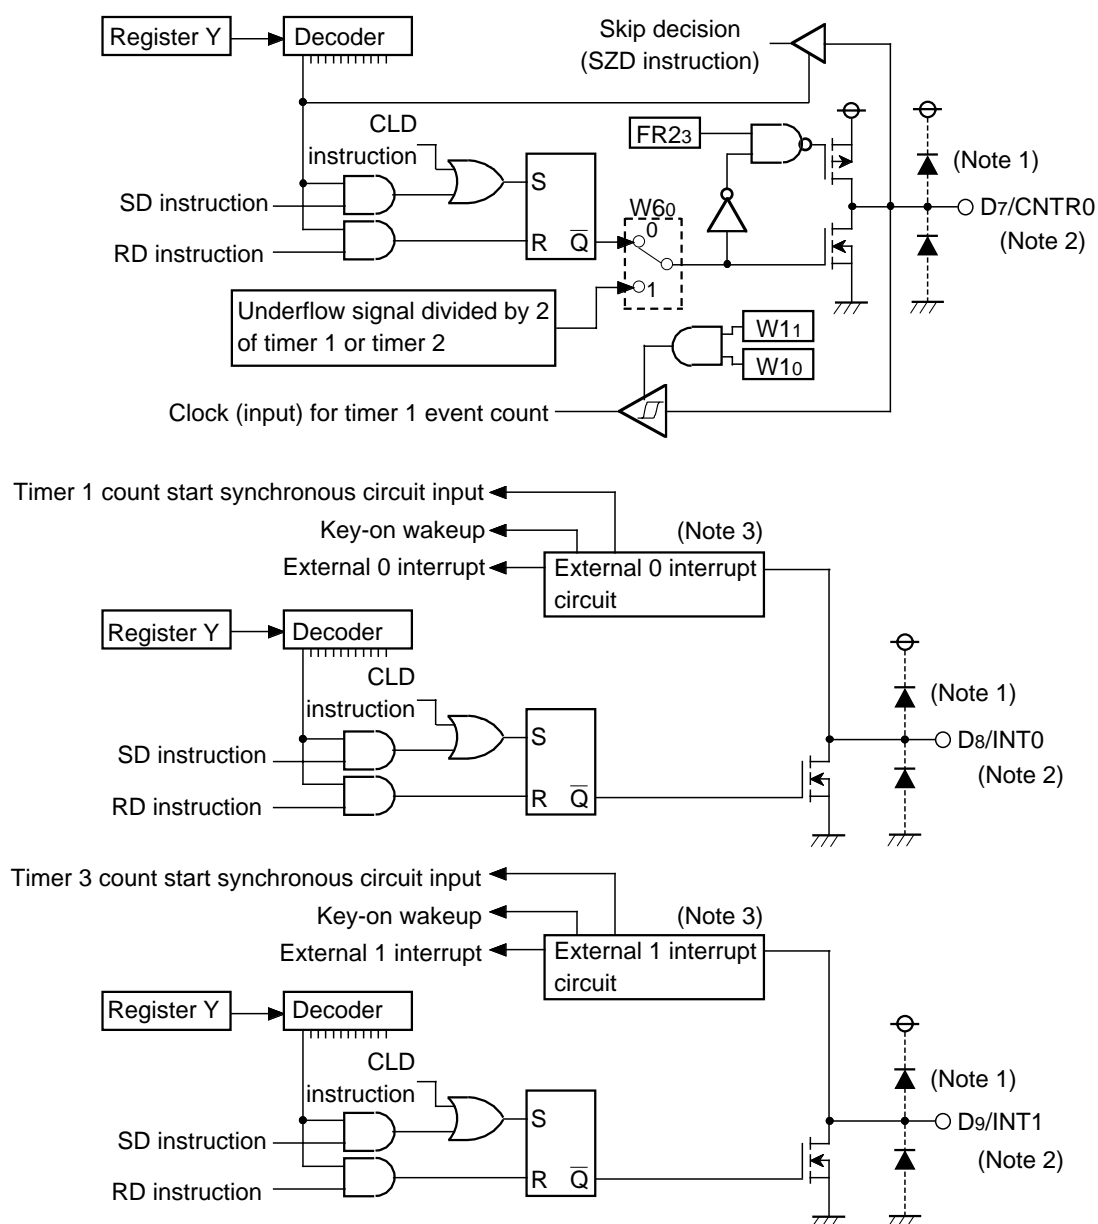 Register Y
Decoder
Skip decision
(SZD instruction)
CLD
instruction
FR23
(Note 1)
SD instruction
S
W60
0
D7/CNTR0
(Note 2)
RD instruction
R
Q
1
Underflow signal divided by 2
of timer 1 or timer 2
W11
W10
Clock (input) for timer 1 event count
Timer 1 count start synchronous circuit input
Key-on wakeup
(Note 3)
External 0 interrupt
External 0 interrupt
circuit
Register Y
Decoder
CLD
instruction
(Note 1)
SD instruction
S
D8/INT0
(Note 2)
RD instruction
R
Q
Timer 3 count start synchronous circuit input
Key-on wakeup
(Note 3)
External 1 interrupt
External 1 interrupt
circuit
Register Y
Decoder
CLD
instruction
(Note 1)
SD instruction
S
D9/INT1
(Note 2)
RD instruction
R
Q